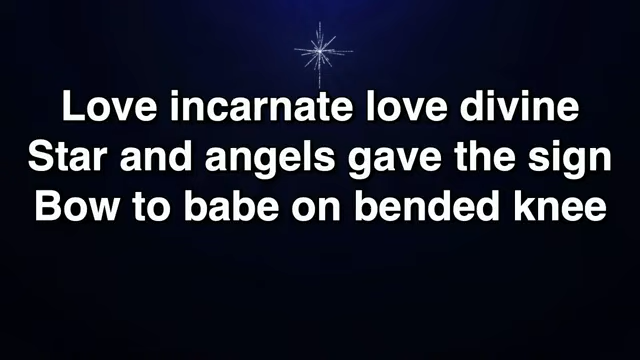 Love incarnate love divine
Star and angels gave the sign
Bow to babe on bended knee